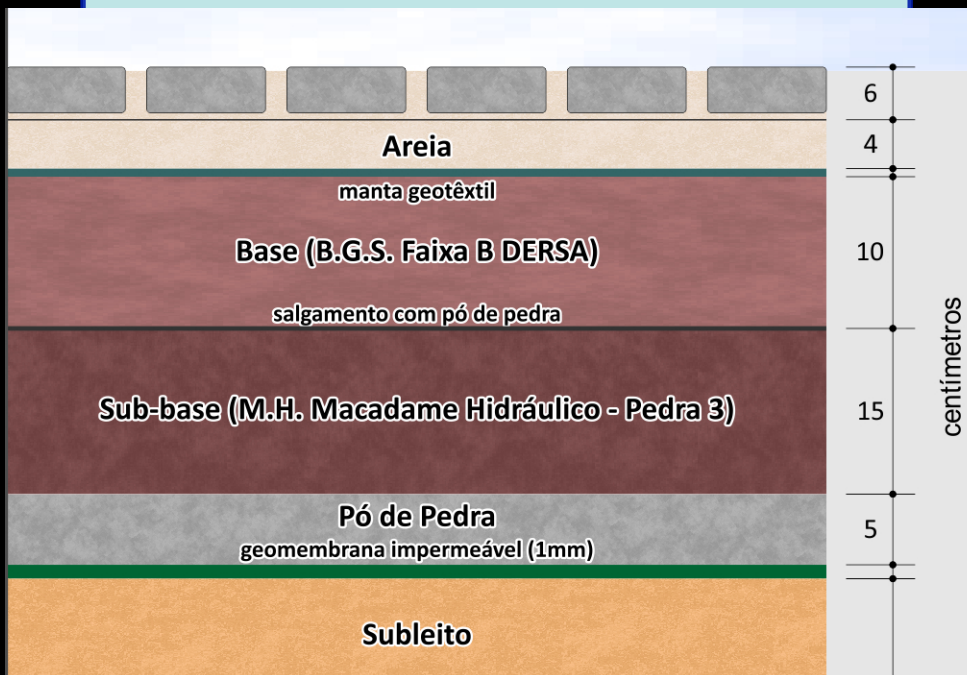 6
Areia
4
manta geotêxtil
Base (B.G.S. Faixa B DERSA)
10
salgamento com pó de pedra
Sub-base (M.H. Macadame Hidráulico - Pedra 3)
15
centímetros
Pó de Pedra
5
geomembrana impermeável (1mm)
Subleito